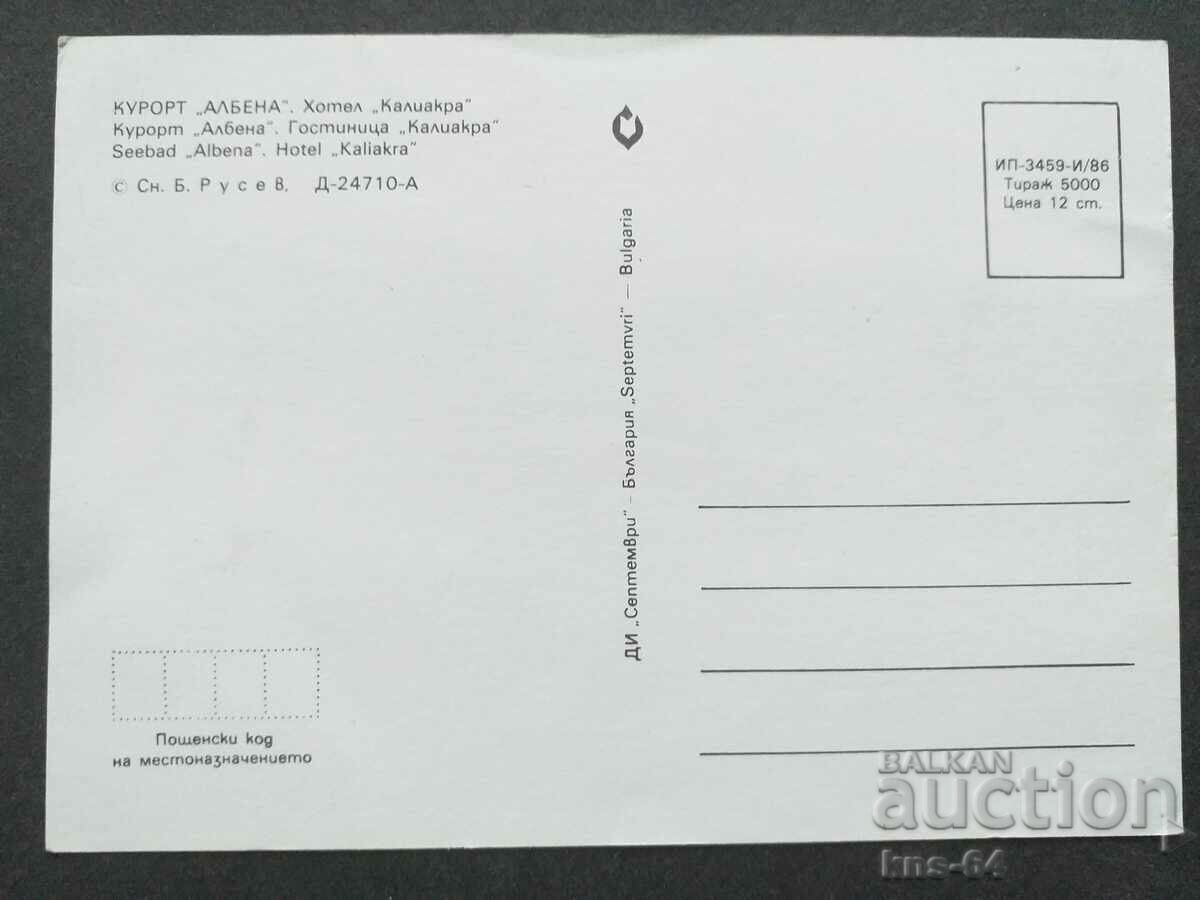 КУРОРТ „АЛБЕНА“. Хотел „Калиакра“
Курорт „Албена“. Гостиница „Калиакра“
Seebad „Albena“. Hotel „Kaliakra“
© Сн. Б. Русев. Д-24710-А
ИП-3459-И/86
Тираж 5000
Цена 12 ст.
ДИ „Септември“ - България „Septemvri“ — Bulgaria
Пощенски код
на местоназначението
BALKAN
auction
kns-64